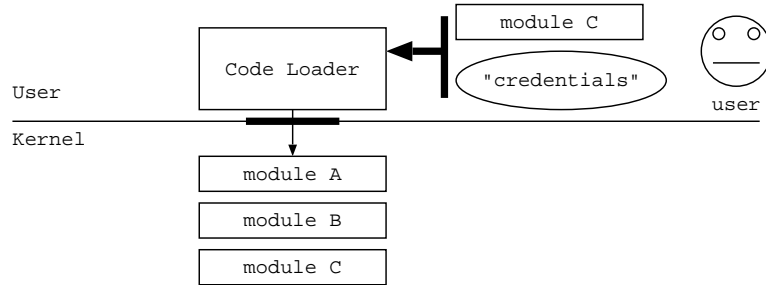 module C
Code Loader
"credentials"
User
user
Kernel
module A
module B
module C